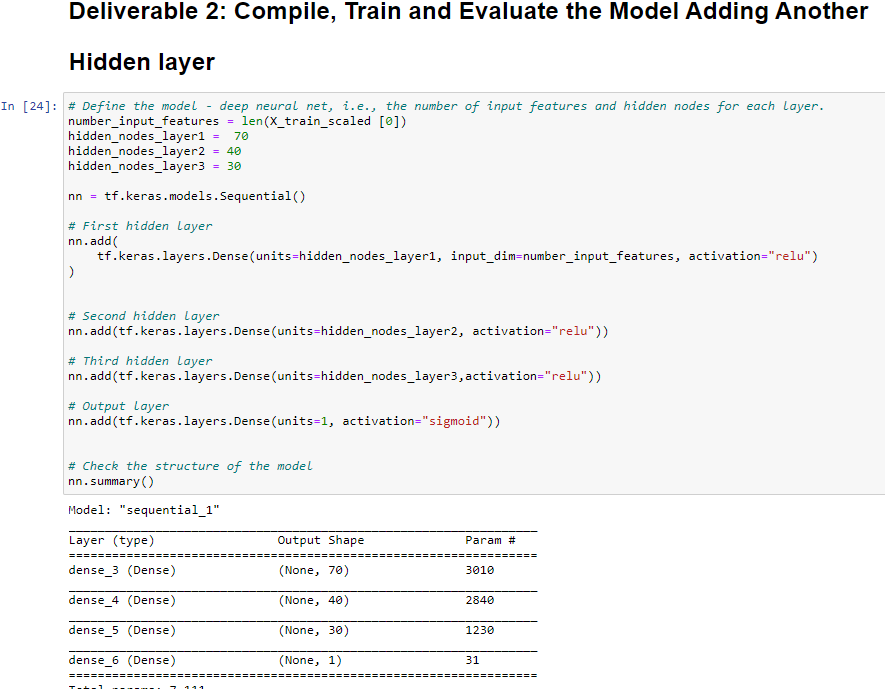 Deliverable 2: Compile, Train and Evaluate the Model Adding Another
Hidden layer
In [24]:
# Define the model - deep neural net, i.e., the number of input features and hidden nodes for each layer.
number_input_features = len(X_train_scaled [0])
hidden_nodes_layer1 =  70
hidden_nodes_layer2 = 40
hidden_nodes_layer3 = 30
nn = tf.keras.models.Sequential()
# First hidden layer
nn.add(
    tf.keras.layers.Dense(units=hidden_nodes_layer1, input_dim=number_input_features, activation="relu")
)
# Second hidden layer
nn.add(tf.keras.layers.Dense(units=hidden_nodes_layer2, activation="relu"))
# Third hidden layer
nn.add(tf.keras.layers.Dense(units=hidden_nodes_layer3,activation="relu"))
# Output layer
nn.add(tf.keras.layers.Dense(units=1, activation="sigmoid"))
# Check the structure of the model
nn.summary()
Model: "sequential_1"
Layer (type) Output Shape Param #
dense_3 (Dense) (None, 70) 3010
dense_4 (Dense) (None, 40) 2840
dense_5 (Dense) (None, 30) 1230
dense_6 (Dense) (None, 1) 31
Total params: 7,111